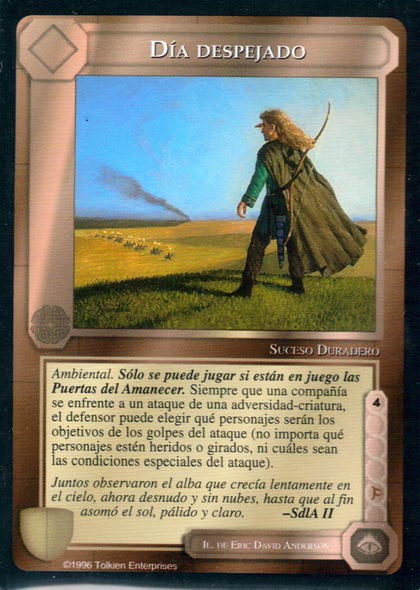 Día despejado
Suceso Duradero
Ambiental. Sólo se puede jugar si están en juego las
Puertas del Amanecer. Siempre que una compañía
se enfrente a un ataque de una adversidad-criatura,
el defensor puede elegir qué personajes serán los
objetivos de los golpes del ataque (no importa qué
personajes estén heridos o girados, ni cuáles sean
las condiciones especiales del ataque).
4
Juntos observaron el alba que crecía lentamente en
el cielo, ahora desnudo y sin nubes, hasta que al fin
asomó el sol, pálido y claro. –SdlA II
Il. de Eric David Anderson
©1996 Tolkien Enterprises